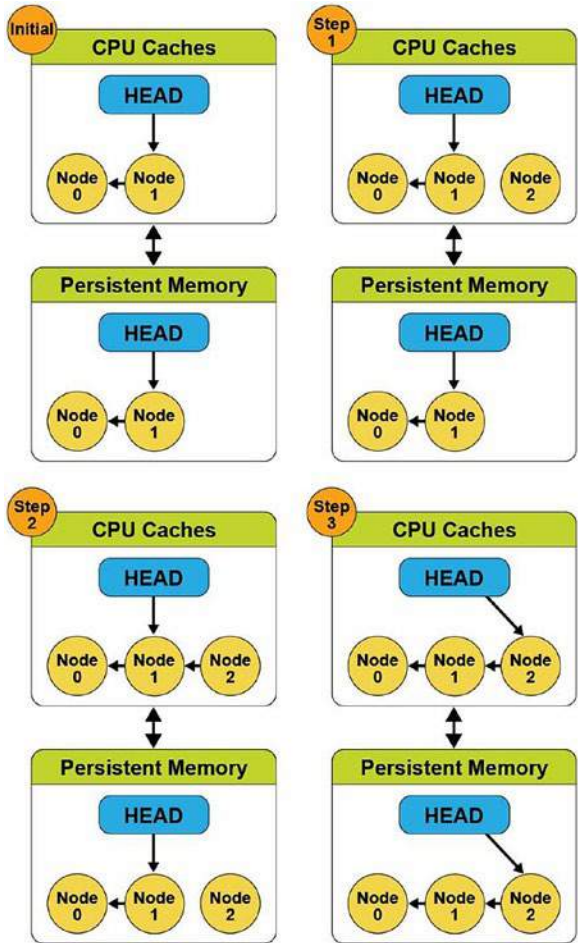 Initial
CPU Caches
HEAD
Node
0
Node
1
Persistent Memory
HEAD
Node
0
Node
1
Step
1
CPU Caches
HEAD
Node
0
Node
1
Node
2
Persistent Memory
HEAD
Node
0
Node
1
Step
2
CPU Caches
HEAD
Node
0
Node
1
Node
2
Persistent Memory
HEAD
Node
0
Node
1
Node
2
Step
3
CPU Caches
HEAD
Node
0
Node
1
Node
2
Persistent Memory
HEAD
Node
0
Node
1
Node
2